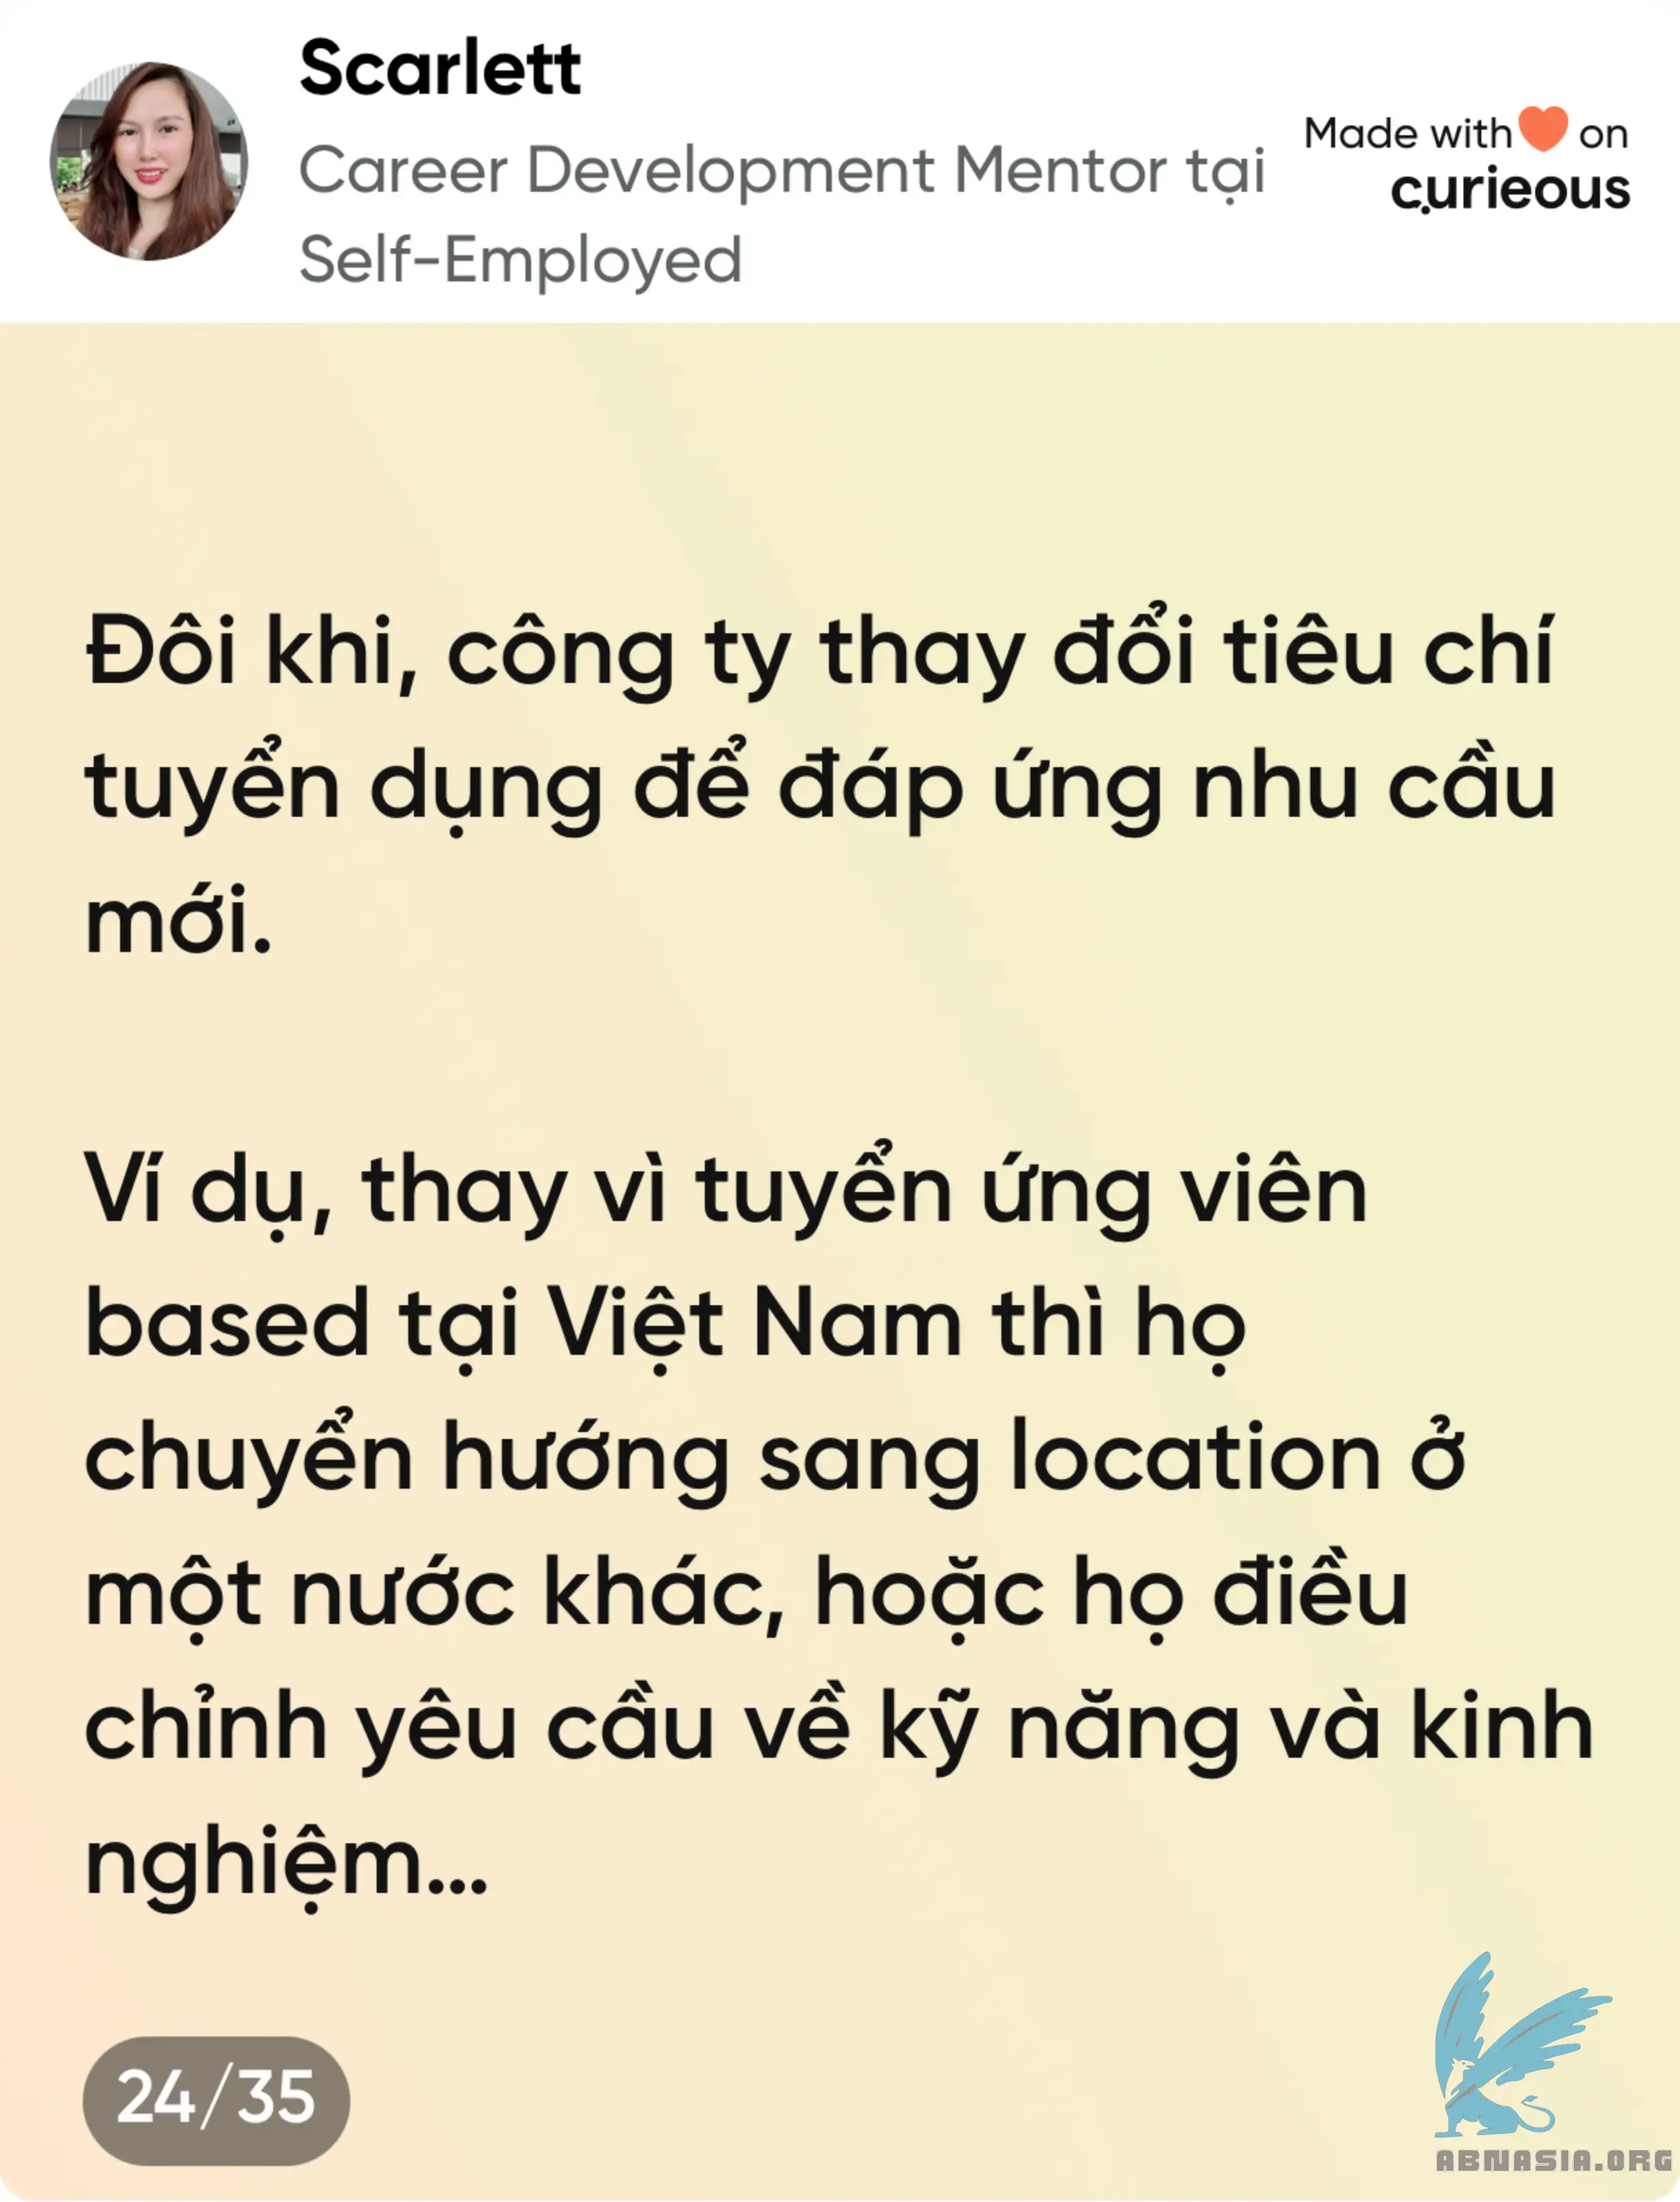 Scarlett
Career Development Mentor tại
Self-Employed
Made with on
curieous
Đôi khi, công ty thay đổi tiêu chí
tuyển dụng để đáp ứng nhu cầu
mới.
Ví dụ, thay vì tuyển ứng viên
based tại Việt Nam thì họ
chuyển hướng sang location ở
một nước khác, hoặc họ điều
chỉnh yêu cầu về kỹ năng và kinh
nghiệm...
24/35
ABNASIA.ORG